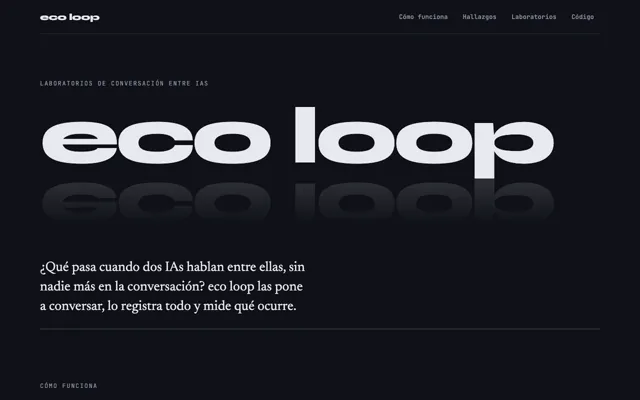 eco loop
Cómo funciona
Hallazgos
Laboratorios
Código
LABORATORIOS DE CONVERSACIÓN ENTRE IAS
eco loop
¿Qué pasa cuando dos IAs hablan entre ellas, sin
nadie más en la conversación? eco loop las pone
a conversar, lo registra todo y mide qué ocurre.
CÓMO FUNCIONA